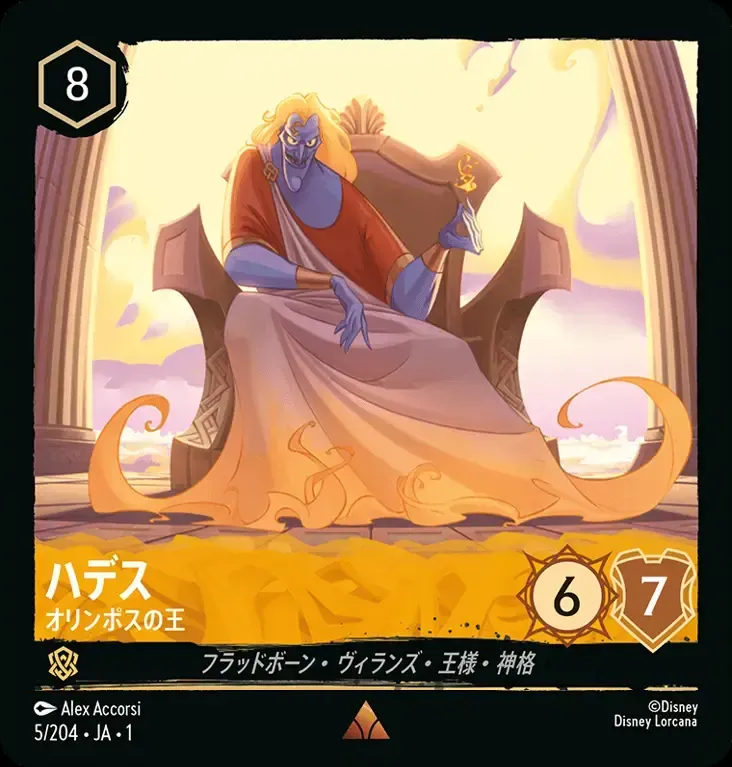 8
ハデス
オリンポスの王
6
7
フラッドボーン・ヴィランズ・王様・神格
Alex Accorsi
5/204・JA・1
©Disney
Disney Lorcana